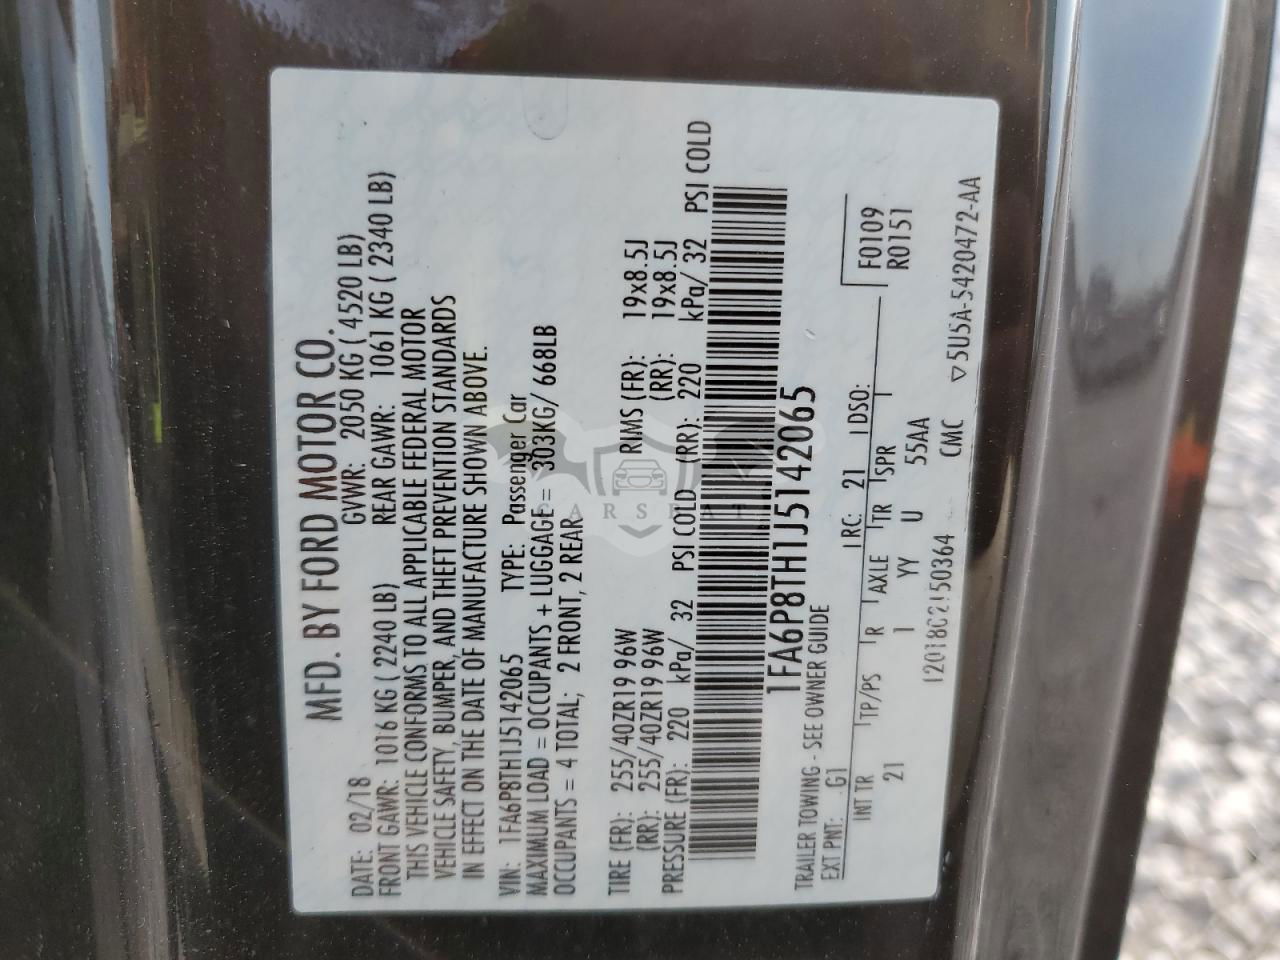 MFD. BY FORD MOTOR CO.
DATE: 02/18 GVWR: 2050 KG ( 4520 LB)
FRONT GAWR: 1016 KG ( 2240 LB) REAR GAWR: 1061 KG ( 2340 LB)
THIS VEHICLE CONFORMS TO ALL APPLICABLE FEDERAL MOTOR
VEHICLE SAFETY, BUMPER, AND THEFT PREVENTION STANDARDS
IN EFFECT ON THE DATE OF MANUFACTURE SHOWN ABOVE.
VIN: 1FA6P8TH1J5142065 TYPE: Passenger Car
MAXIMUM LOAD = OCCUPANTS + LUGGAGE = 303KG/ 668LB
OCCUPANTS = 4 TOTAL; 2 FRONT, 2 REAR
TIRE (FR): 255/40ZR19 96W RIMS (FR): 19x8.5J
(RR): 255/40ZR19 96W (RR): 19x8.5J
PRESSURE (FR): 220 kPa/ 32 PSI COLD (RR): 220 kPa/ 32 PSI COLD
1FA6P8TH1J5142065
TRAILER TOWING - SEE OWNER GUIDE
EXT PNT: G1 RC: 21 DSO: F0109
R0151
INT TR TP/PS R AXLE TR SPR
21 1 YY U 55AA
CMC
▽5U5A-5420472-AA